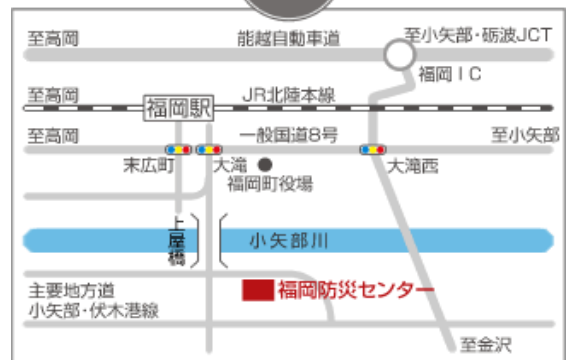 至高岡
能越自動車道
至小矢部・砺波JCT
福岡IC
至高岡
JR北陸本線
福岡駅
至高岡
一般国道8号
至小矢部
末広町
大滝
大滝西
福岡町役場
上屋橋
小矢部川
福岡防災センター
主要地方道
小矢部・伏木港線
至金沢